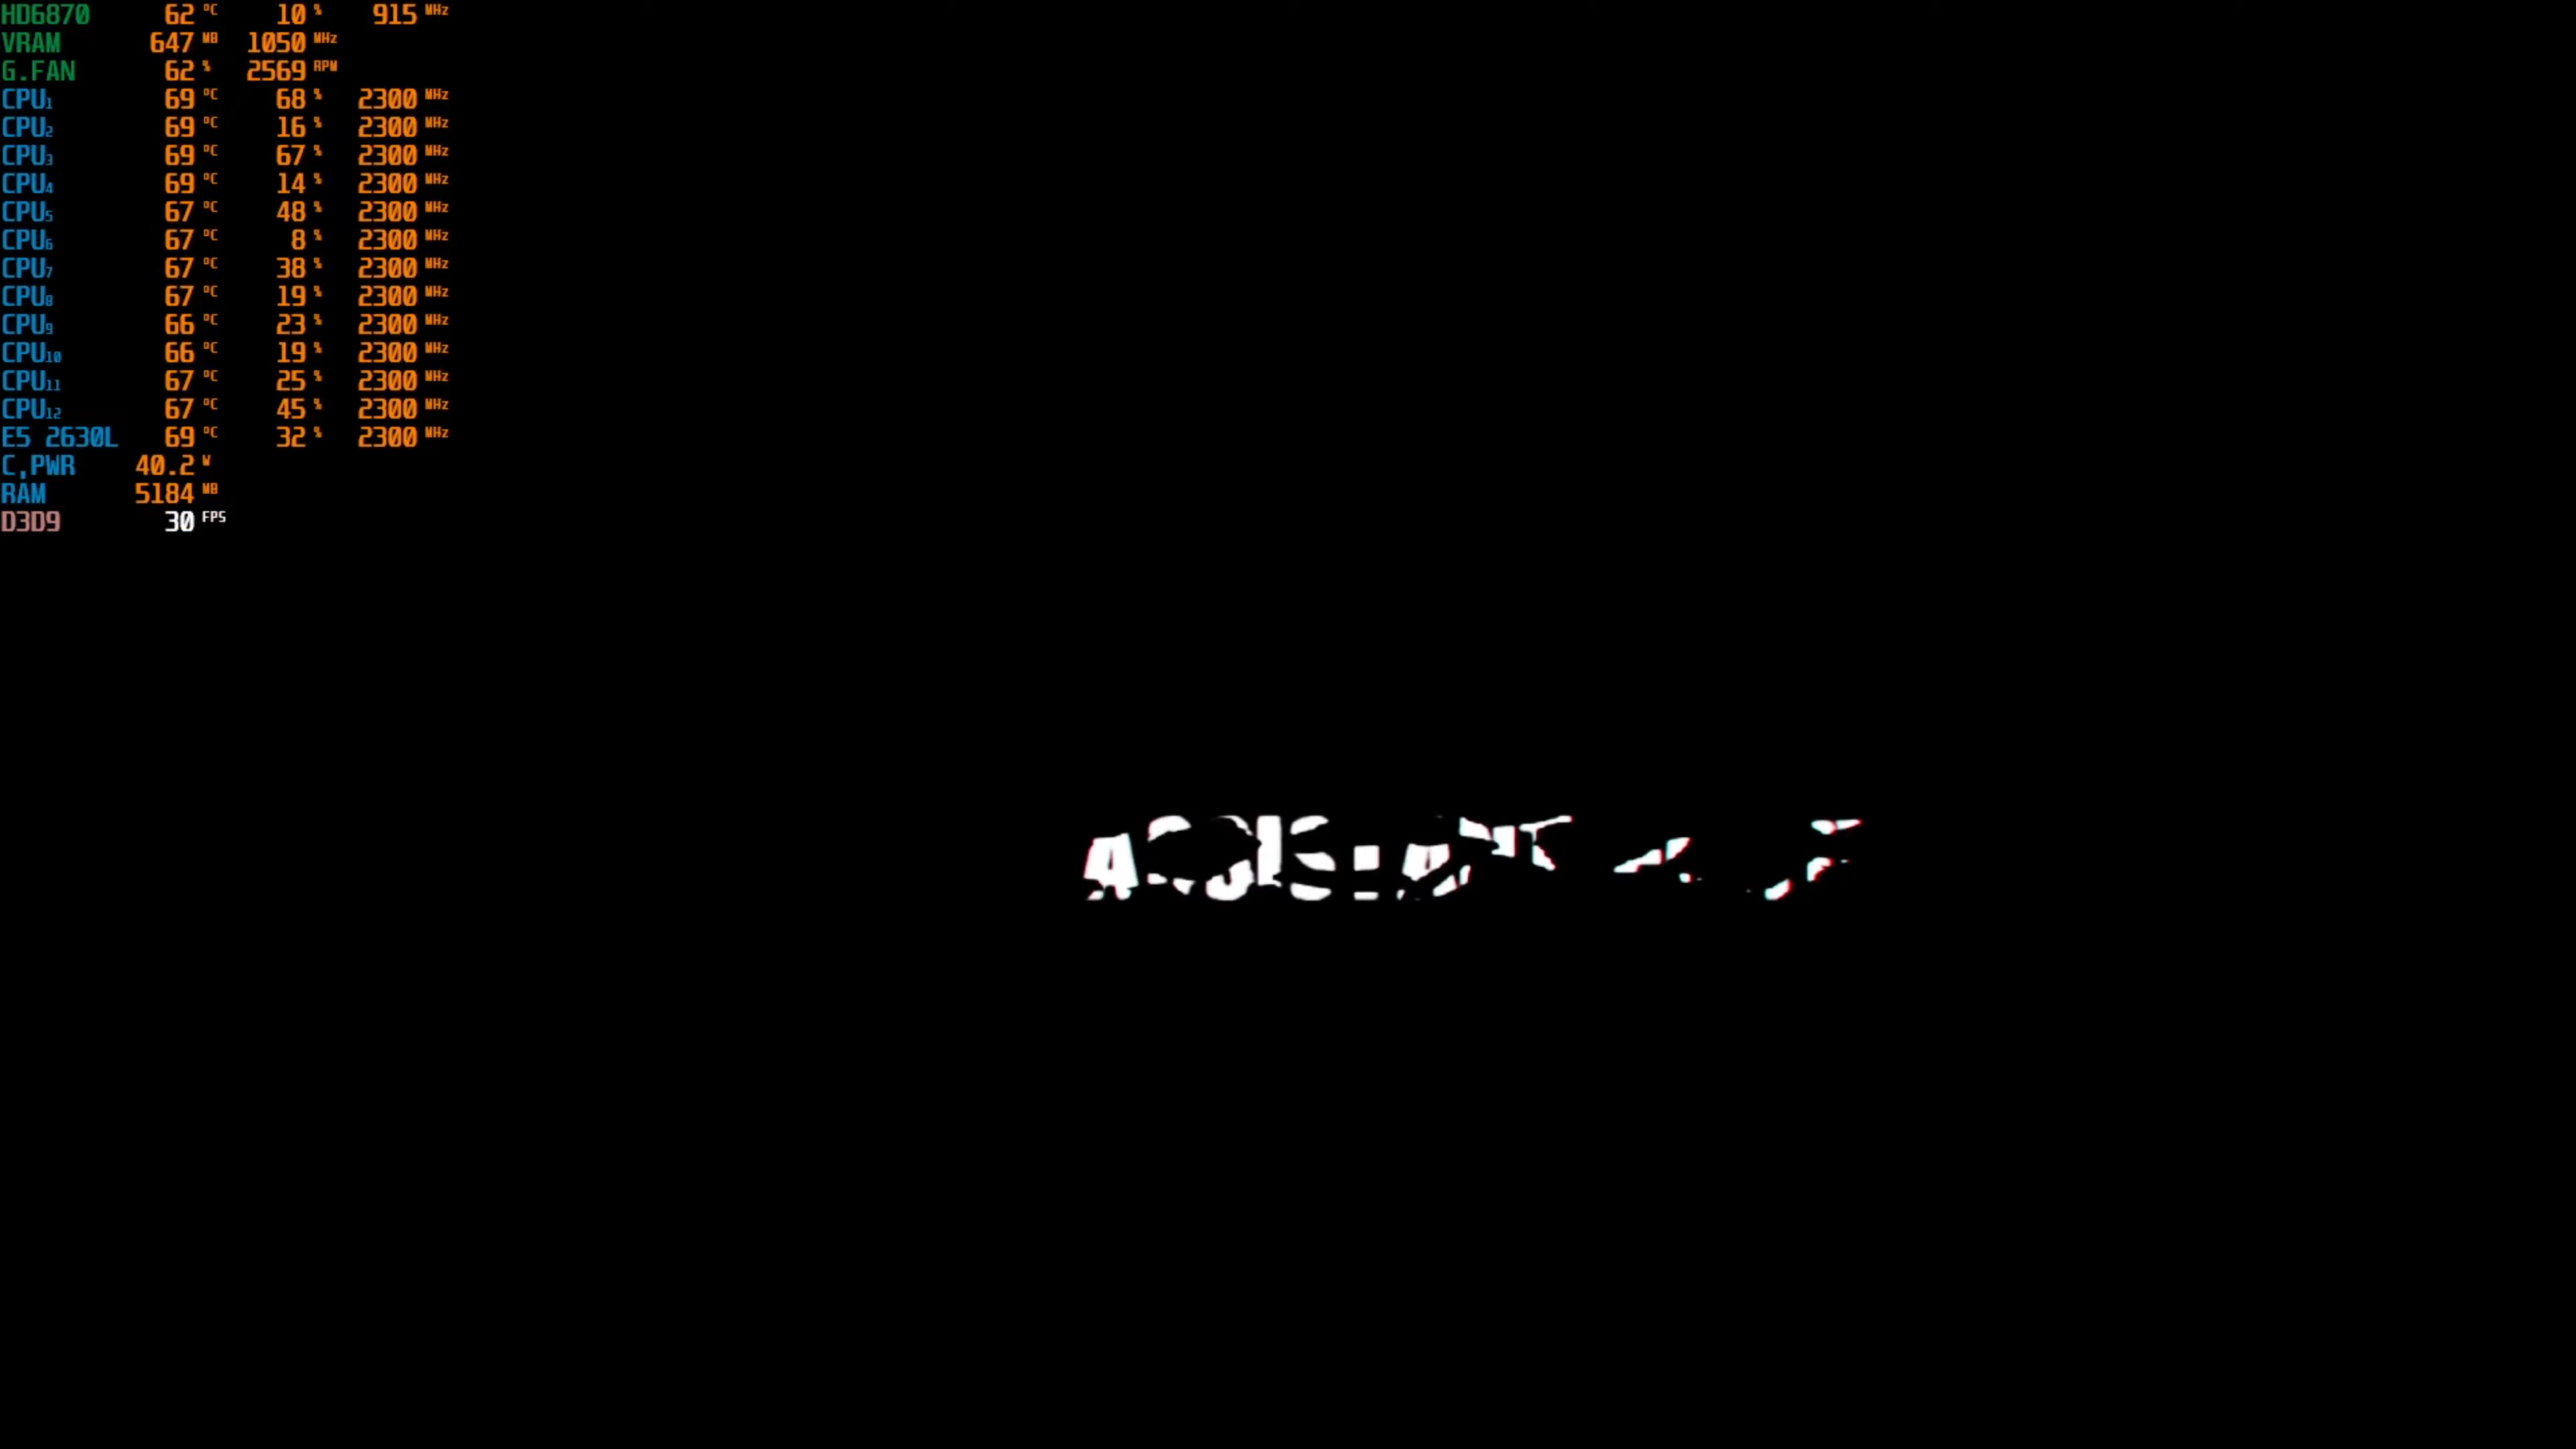 HD6870 62 °C 10 % 915 MHz
VRAM 647 MB 1050 MHz
G.FAN 62 % 2569 RPM
CPU1 69 °C 68 % 2300 MHz
CPU2 69 °C 16 % 2300 MHz
CPU3 69 °C 67 % 2300 MHz
CPU4 69 °C 14 % 2300 MHz
CPU5 67 °C 48 % 2300 MHz
CPU6 67 °C 8 % 2300 MHz
CPU7 67 °C 38 % 2300 MHz
CPU8 67 °C 19 % 2300 MHz
CPU9 66 °C 23 % 2300 MHz
CPU10 66 °C 19 % 2300 MHz
CPU11 67 °C 25 % 2300 MHz
CPU12 67 °C 45 % 2300 MHz
E5 2630L 69 °C 32 % 2300 MHz
C,PWR 40.2 W
RAM 5184 MB
D3D9 30 FPS